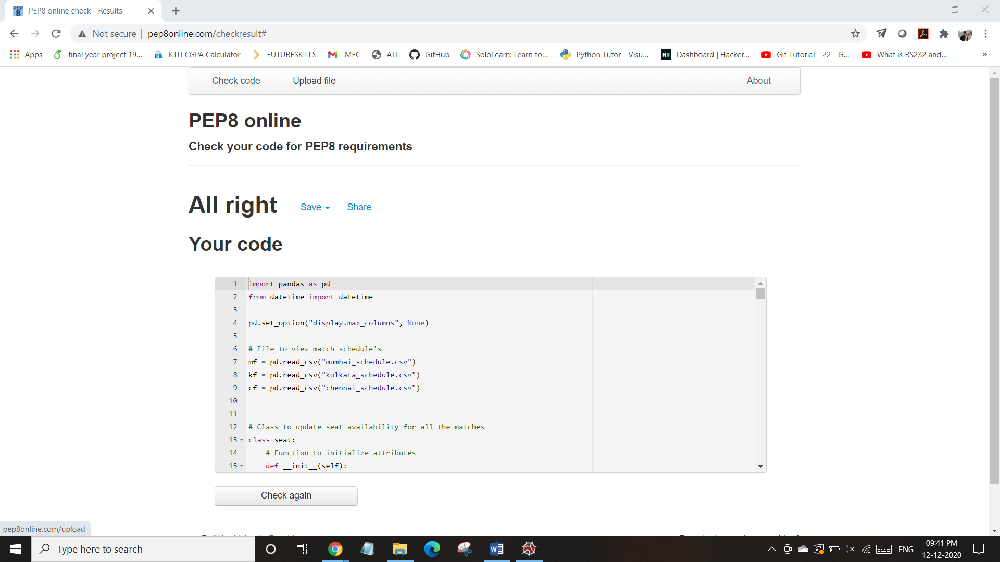 PEP8 online check - Results
Not secure | pep8online.com/checkresult#
Apps final year project 19... KTU CGPA Calculator FUTURESKILLS .MEC ATL GitHub SoloLearn: Learn to... Python Tutor - Visu... Dashboard | Hacker... Git Tutorial - 22 - G... What is RS232 and... »
Check code Upload file About
PEP8 online
Check your code for PEP8 requirements
All right Save Share
Your code
1 import pandas as pd
2 from datetime import datetime
3
4 pd.set_option("display.max_columns", None)
5
6 # File to view match schedule's
7 mf = pd.read_csv("mumbai_schedule.csv")
8 kf = pd.read_csv("kolkata_schedule.csv")
9 cf = pd.read_csv("chennai_schedule.csv")
10
11
12 # Class to update seat availability for all the matches
13 class seat:
14 # Function to initialize attributes
15 def __init__(self):
Check again
pep8online.com/upload
Type here to search
ENG
09:41 PM
12-12-2020